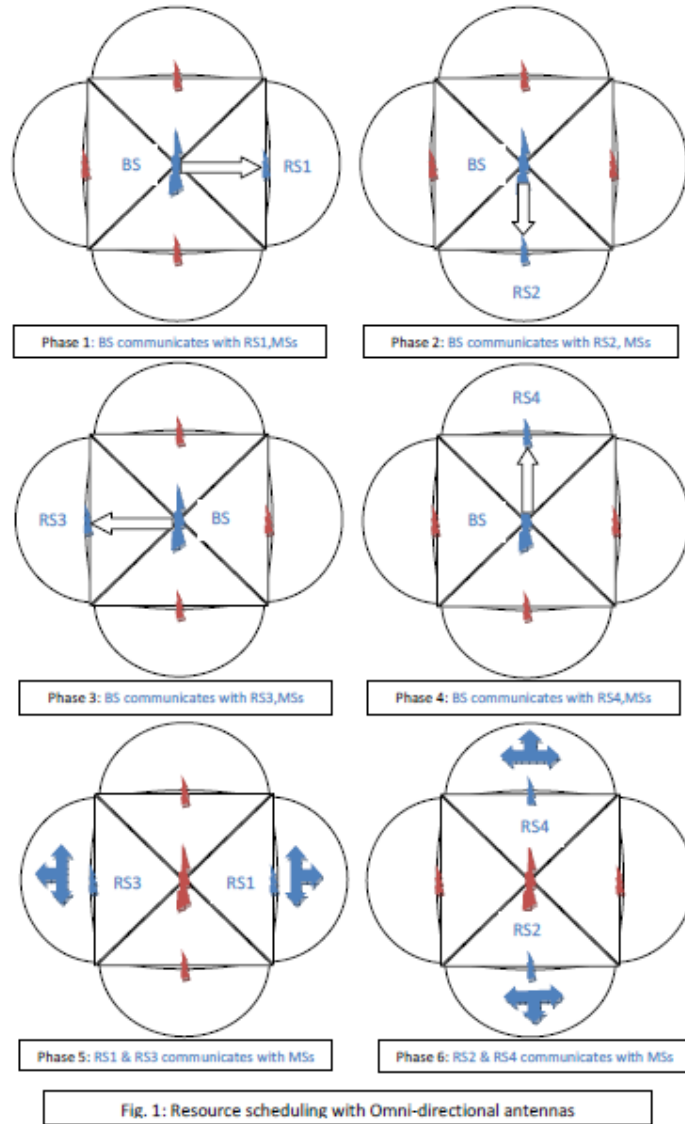 BS
RS1
BS
RS2
Phase 1: BS communicates with RS1,MSs
Phase 2: BS communicates with RS2, MSs
RS3
BS
RS4
BS
Phase 3: BS communicates with RS3,MSs
Phase 4: BS communicates with RS4,MSs
RS3
RS1
RS4
RS2
Phase 5: RS1 & RS3 communicates with MSs
Phase 6: RS2 & RS4 communicates with MSs
Fig. 1: Resource scheduling with Omni-directional antennas